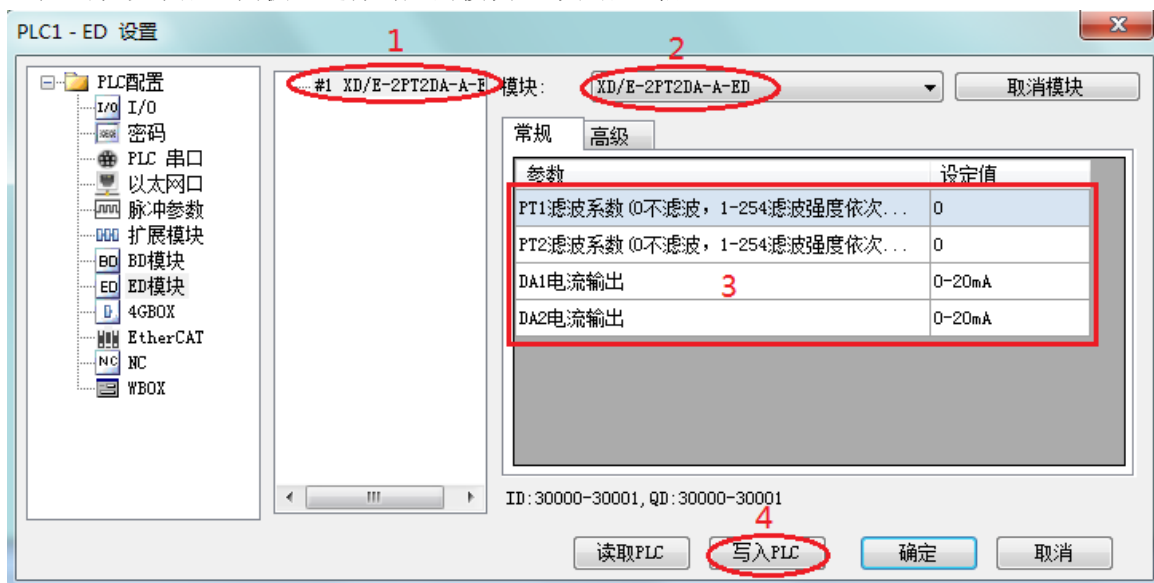 PLC1 - ED 设置
1
2
PLC配置
I/O
密码
PLC 串口
以太网口
脉冲参数
扩展模块
BD模块
ED模块
4GBOX
EtherCAT
NC
WBOX
#1 XD/E-2PT2DA-A-E
模块:
XD/E-2PT2DA-A-ED
取消模块
常规 高级
参数 设定值
PT1滤波系数(0不滤波，1-254滤波强度依次... 0
PT2滤波系数(0不滤波，1-254滤波强度依次... 0
DA1电流输出 0-20mA
3
DA2电流输出 0-20mA
ID:30000-30001,QD:30000-30001
4
读取PLC 写入PLC 确定 取消